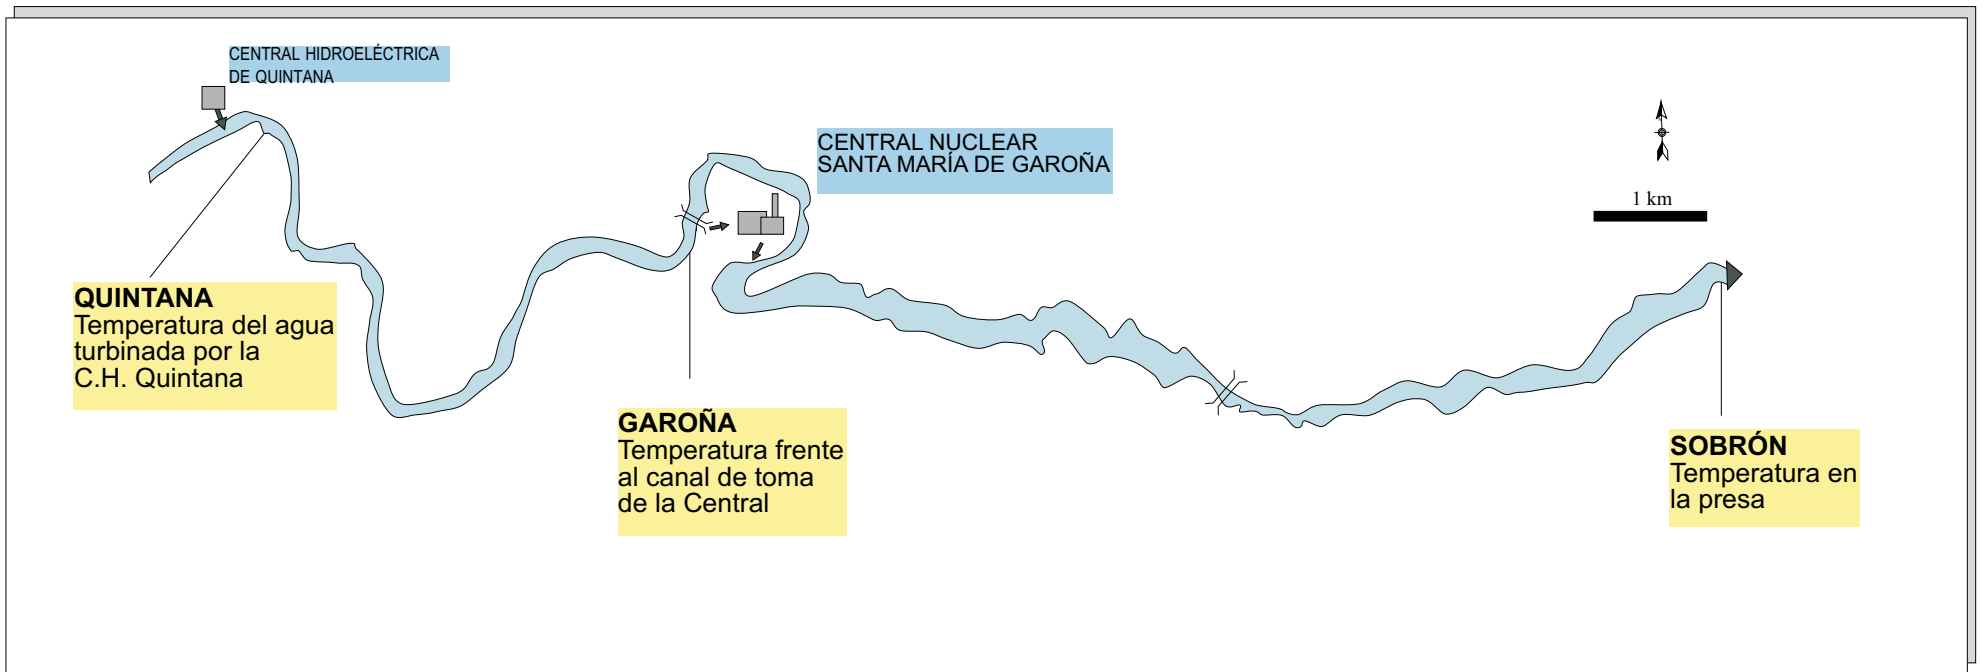 CENTRAL HIDROELÉCTRICA
DE QUINTANA
CENTRAL NUCLEAR
SANTA MARÍA DE GAROÑA
1 km
QUINTANA
Temperatura del agua
turbinada por la
C.H. Quintana
GAROÑA
Temperatura frente
al canal de toma
de la Central
SOBRÓN
Temperatura en
la presa